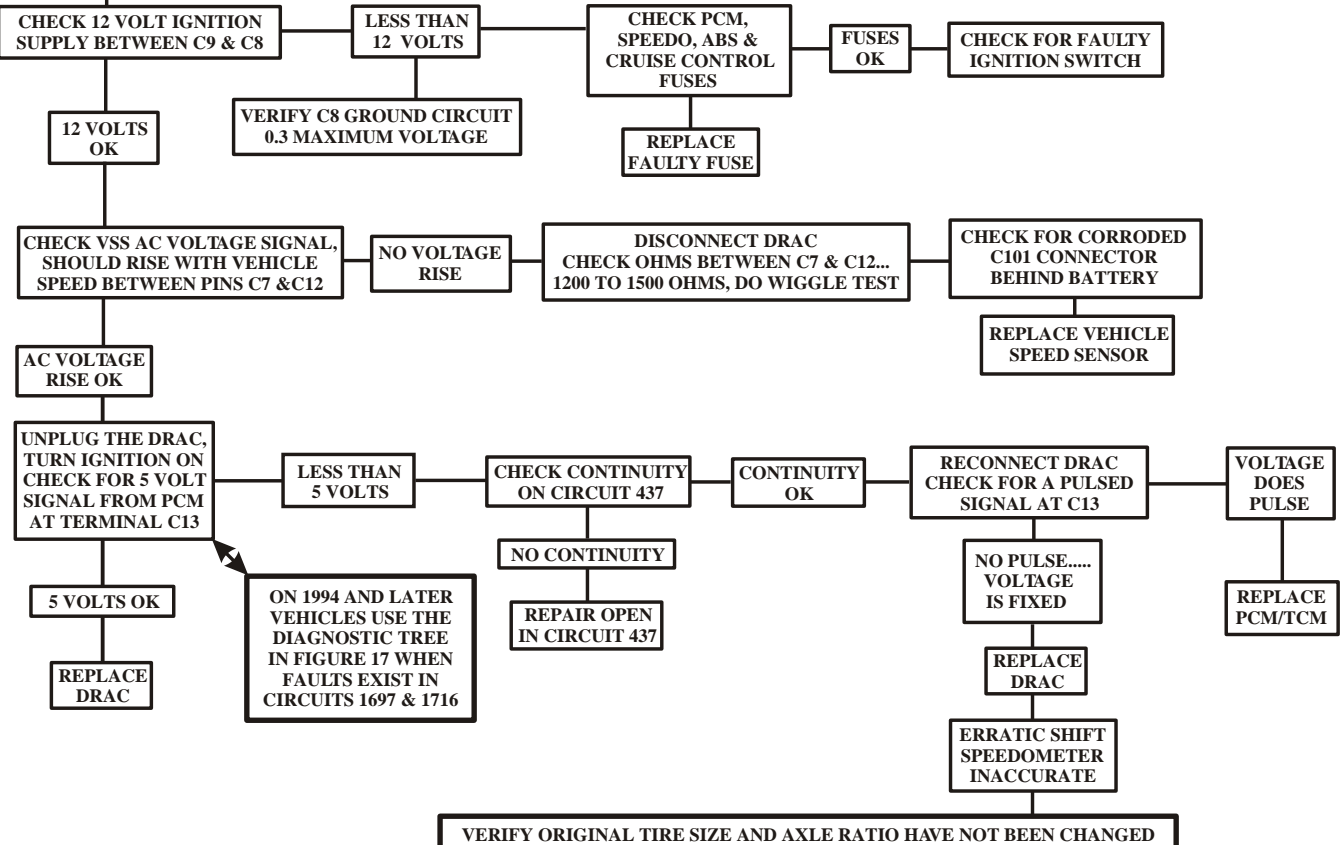 CHECK 12 VOLT IGNITION
SUPPLY BETWEEN C9 & C8
LESS THAN
12 VOLTS
CHECK PCM,
SPEEDO, ABS &
CRUISE CONTROL
FUSES
FUSES
OK
CHECK FOR FAULTY
IGNITION SWITCH
12 VOLTS
OK
VERIFY C8 GROUND CIRCUIT
0.3 MAXIMUM VOLTAGE
REPLACE
FAULTY FUSE
CHECK VSS AC VOLTAGE SIGNAL,
SHOULD RISE WITH VEHICLE
SPEED BETWEEN PINS C7 &C12
NO VOLTAGE
RISE
DISCONNECT DRAC
CHECK OHMS BETWEEN C7 & C12...
1200 TO 1500 OHMS, DO WIGGLE TEST
CHECK FOR CORRODED
C101 CONNECTOR
BEHIND BATTERY
REPLACE VEHICLE
SPEED SENSOR
AC VOLTAGE
RISE OK
UNPLUG THE DRAC,
TURN IGNITION ON
CHECK FOR 5 VOLT
SIGNAL FROM PCM
AT TERMINAL C13
LESS THAN
5 VOLTS
CHECK CONTINUITY
ON CIRCUIT 437
CONTINUITY
OK
RECONNECT DRAC
CHECK FOR A PULSED
SIGNAL AT C13
VOLTAGE
DOES
PULSE
NO CONTINUITY
REPAIR OPEN
IN CIRCUIT 437
NO PULSE.....
VOLTAGE
IS FIXED
REPLACE
PCM/TCM
5 VOLTS OK
REPLACE
DRAC
ON 1994 AND LATER
VEHICLES USE THE
DIAGNOSTIC TREE
IN FIGURE 17 WHEN
FAULTS EXIST IN
CIRCUITS 1697 & 1716
REPLACE
DRAC
ERRATIC SHIFT
SPEEDOMETER
INACCURATE
VERIFY ORIGINAL TIRE SIZE AND AXLE RATIO HAVE NOT BEEN CHANGED